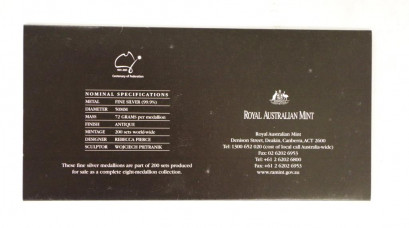 Centenary of Federation
NOMINAL SPECIFICATIONS
METAL FINE SILVER (99.9%)
DIAMETER 50MM
MASS 72 GRAMS per medallion
FINISH ANTIQUE
MINTAGE 200 sets world-wide
DESIGNER REBECCA PIERCE
SCULPTOR WOJCIECH PIETRANIK
These fine silver medallions are part of 200 sets produced
for sale as a complete eight-medallion collection.
ROYAL AUSTRALIAN MINT
Royal Australian Mint
Denison Street, Deakin, Canberra, ACT 2600
Tel: 1300 652 020 (cost of local call Australia-wide)
Fax: 02 6202 6953
Tel: +61 2 6202 6800
Fax: +61 2 6202 6953
www.ramint.gov.au